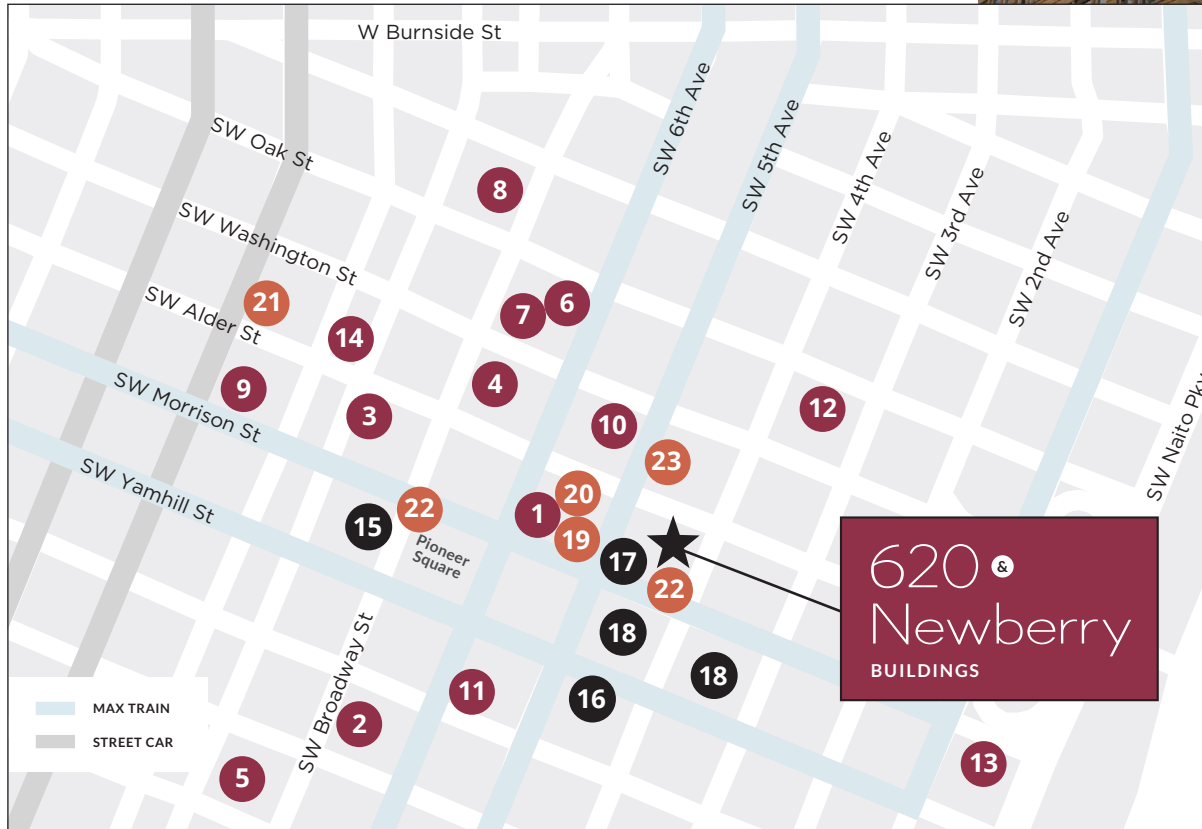 W Burnside St
SW Oak St
SW Washington St
SW Alder St
SW Morrison St
SW Yamhill St
SW Broadway St
SW 6th Ave
SW 5th Ave
SW 4th Ave
SW 3rd Ave
SW 2nd Ave
SW Naito Pkwy
8
21
7
6
14
9
4
3
12
10
23
20
22
1
15
19
Pioneer
Square
17
22
18
18
11
16
2
13
5
620 &
Newberry
BUILDINGS
MAX TRAIN
STREET CAR